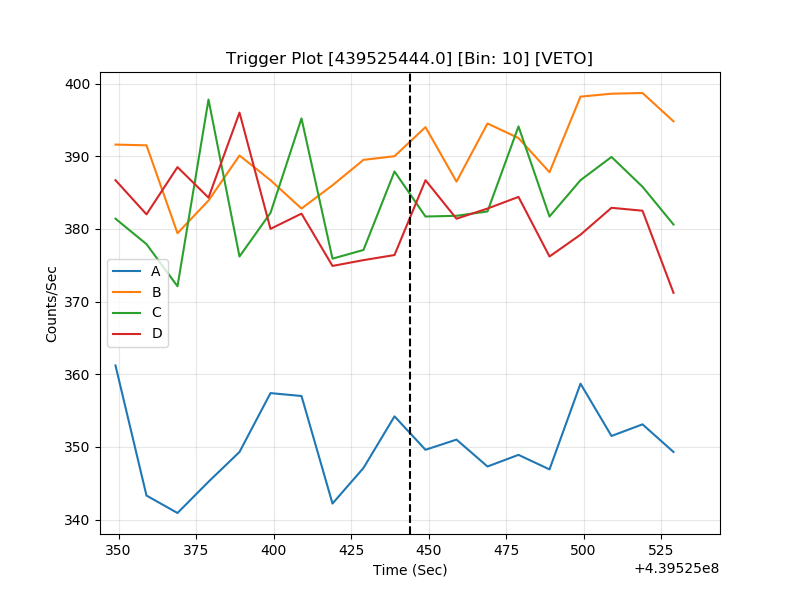 Trigger Plot [439525444.0] [Bin: 10] [VETO]
400
390
380
370
360
350
340
Counts/Sec
A
B
C
D
350 375 400 425 450 475 500 525
Time (Sec)
+4.39525e8